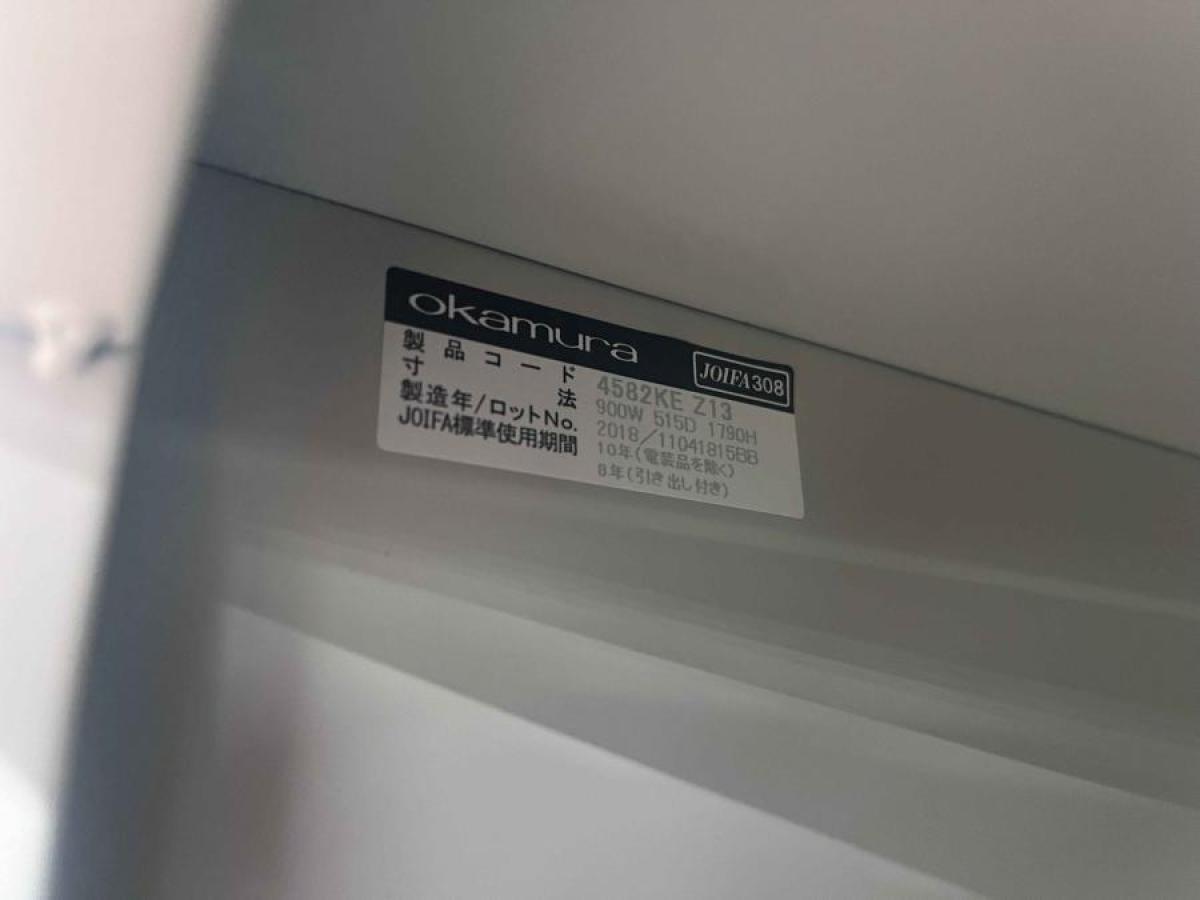 okamura
JOIFA308
製品コード 4582KE Z13
寸法 900W 515D 1790H
製造年/ロットNo. 2018/11041815BB
JOIFA標準使用期間 10年(電装品を除く)
8年(引き出し付き)